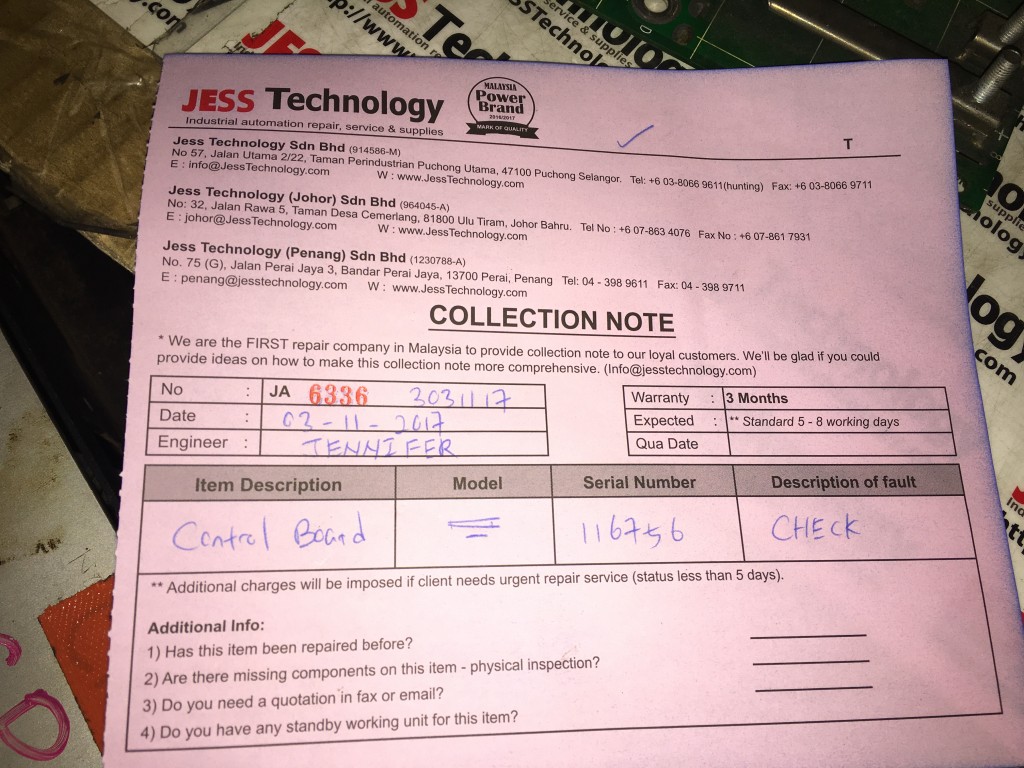 JESS Technology
Industrial automation repair, service & supplies
MALAYSIA
Power
Brand
2016/2017
MARK OF QUALITY
T
Jess Technology Sdn Bhd (914586-M)
No 57, Jalan Utama 2/22, Taman Perindustrian Puchong Utama, 47100 Puchong Selangor. Tel: +6 03-8066 9611(hunting) Fax: +6 03-8066 9711
E : info@JessTechnology.com W : www.JessTechnology.com
Jess Technology (Johor) Sdn Bhd (964045-A)
No: 32, Jalan Rawa 5, Taman Desa Cemerlang, 81800 Ulu Tiram, Johor Bahru. Tel No : +6 07-863 4076 Fax No : +6 07-861 7931
E : johor@JessTechnology.com W : www.JessTechnology.com
Jess Technology (Penang) Sdn Bhd (1230788-A)
No. 75 (G), Jalan Perai Jaya 3, Bandar Perai Jaya, 13700 Perai, Penang Tel: 04 - 398 9611 Fax: 04 - 398 9711
E : penang@jesstechnology.com W : www.JessTechnology.com
COLLECTION NOTE
* We are the FIRST repair company in Malaysia to provide collection note to our loyal customers. We'll be glad if you could
provide ideas on how to make this collection note more comprehensive. (Info@jesstechnology.com)
No : JA 6336 3031117
Date : 03-11-2017
Engineer : JENNIFER
Warranty : 3 Months
Expected : ** Standard 5 - 8 working days
Qua Date
Item Description Model Serial Number Description of fault
Control Board 116756 CHECK
** Additional charges will be imposed if client needs urgent repair service (status less than 5 days).
Additional Info:
1) Has this item been repaired before?
2) Are there missing components on this item - physical inspection?
3) Do you need a quotation in fax or email?
4) Do you have any standby working unit for this item?